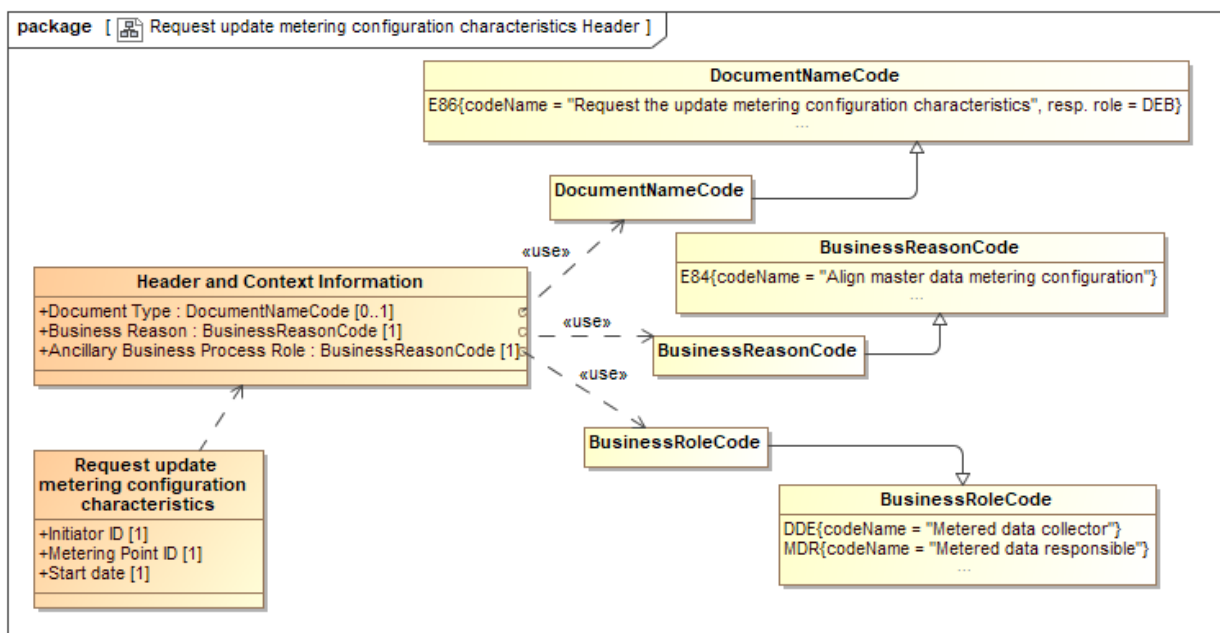 package [ Request update metering configuration characteristics Header ]
DocumentNameCode
E86{codeName = "Request the update metering configuration characteristics", resp. role = DEB}
...
DocumentNameCode
«use»
BusinessReasonCode
E84{codeName = "Align master data metering configuration"}
...
Header and Context Information
+Document Type : DocumentNameCode [0..1]
+Business Reason : BusinessReasonCode [1]
+Ancillary Business Process Role : BusinessReasonCode [1]
«use»
BusinessReasonCode
«use»
BusinessRoleCode
Request update
metering configuration
characteristics
+Initiator ID [1]
+Metering Point ID [1]
+Start date [1]
BusinessRoleCode
DDE{codeName = "Metered data collector"}
MDR{codeName = "Metered data responsible"}
...